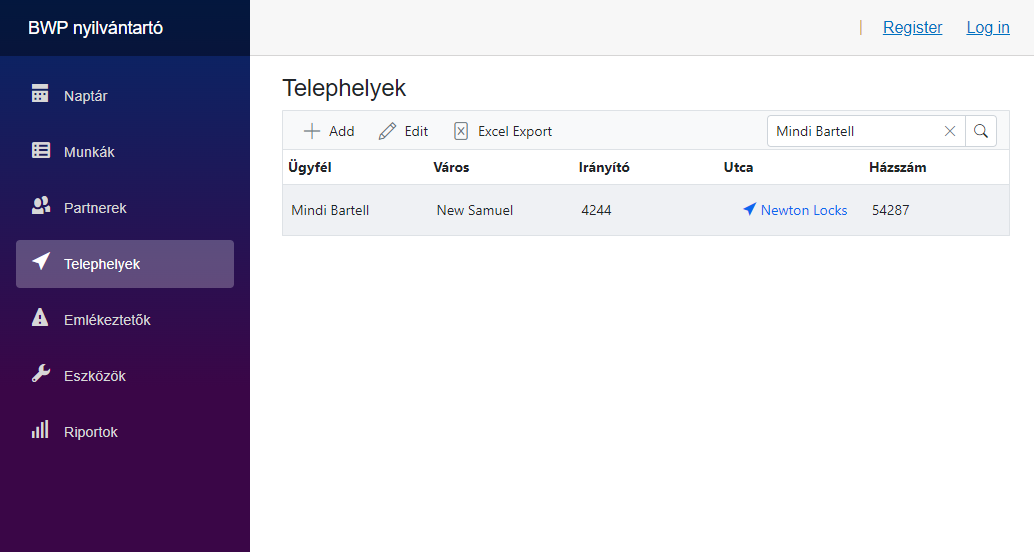 BWP nyilvántartó
Register Log in
Naptár
Munkák
Partnerek
Telephelyek
Emlékeztetők
Eszközök
Riportok
Telephelyek
Add Edit Excel Export Mindi Bartell
Ügyfél Város Irányító Utca Házszám
Mindi Bartell New Samuel 4244 Newton Locks 54287